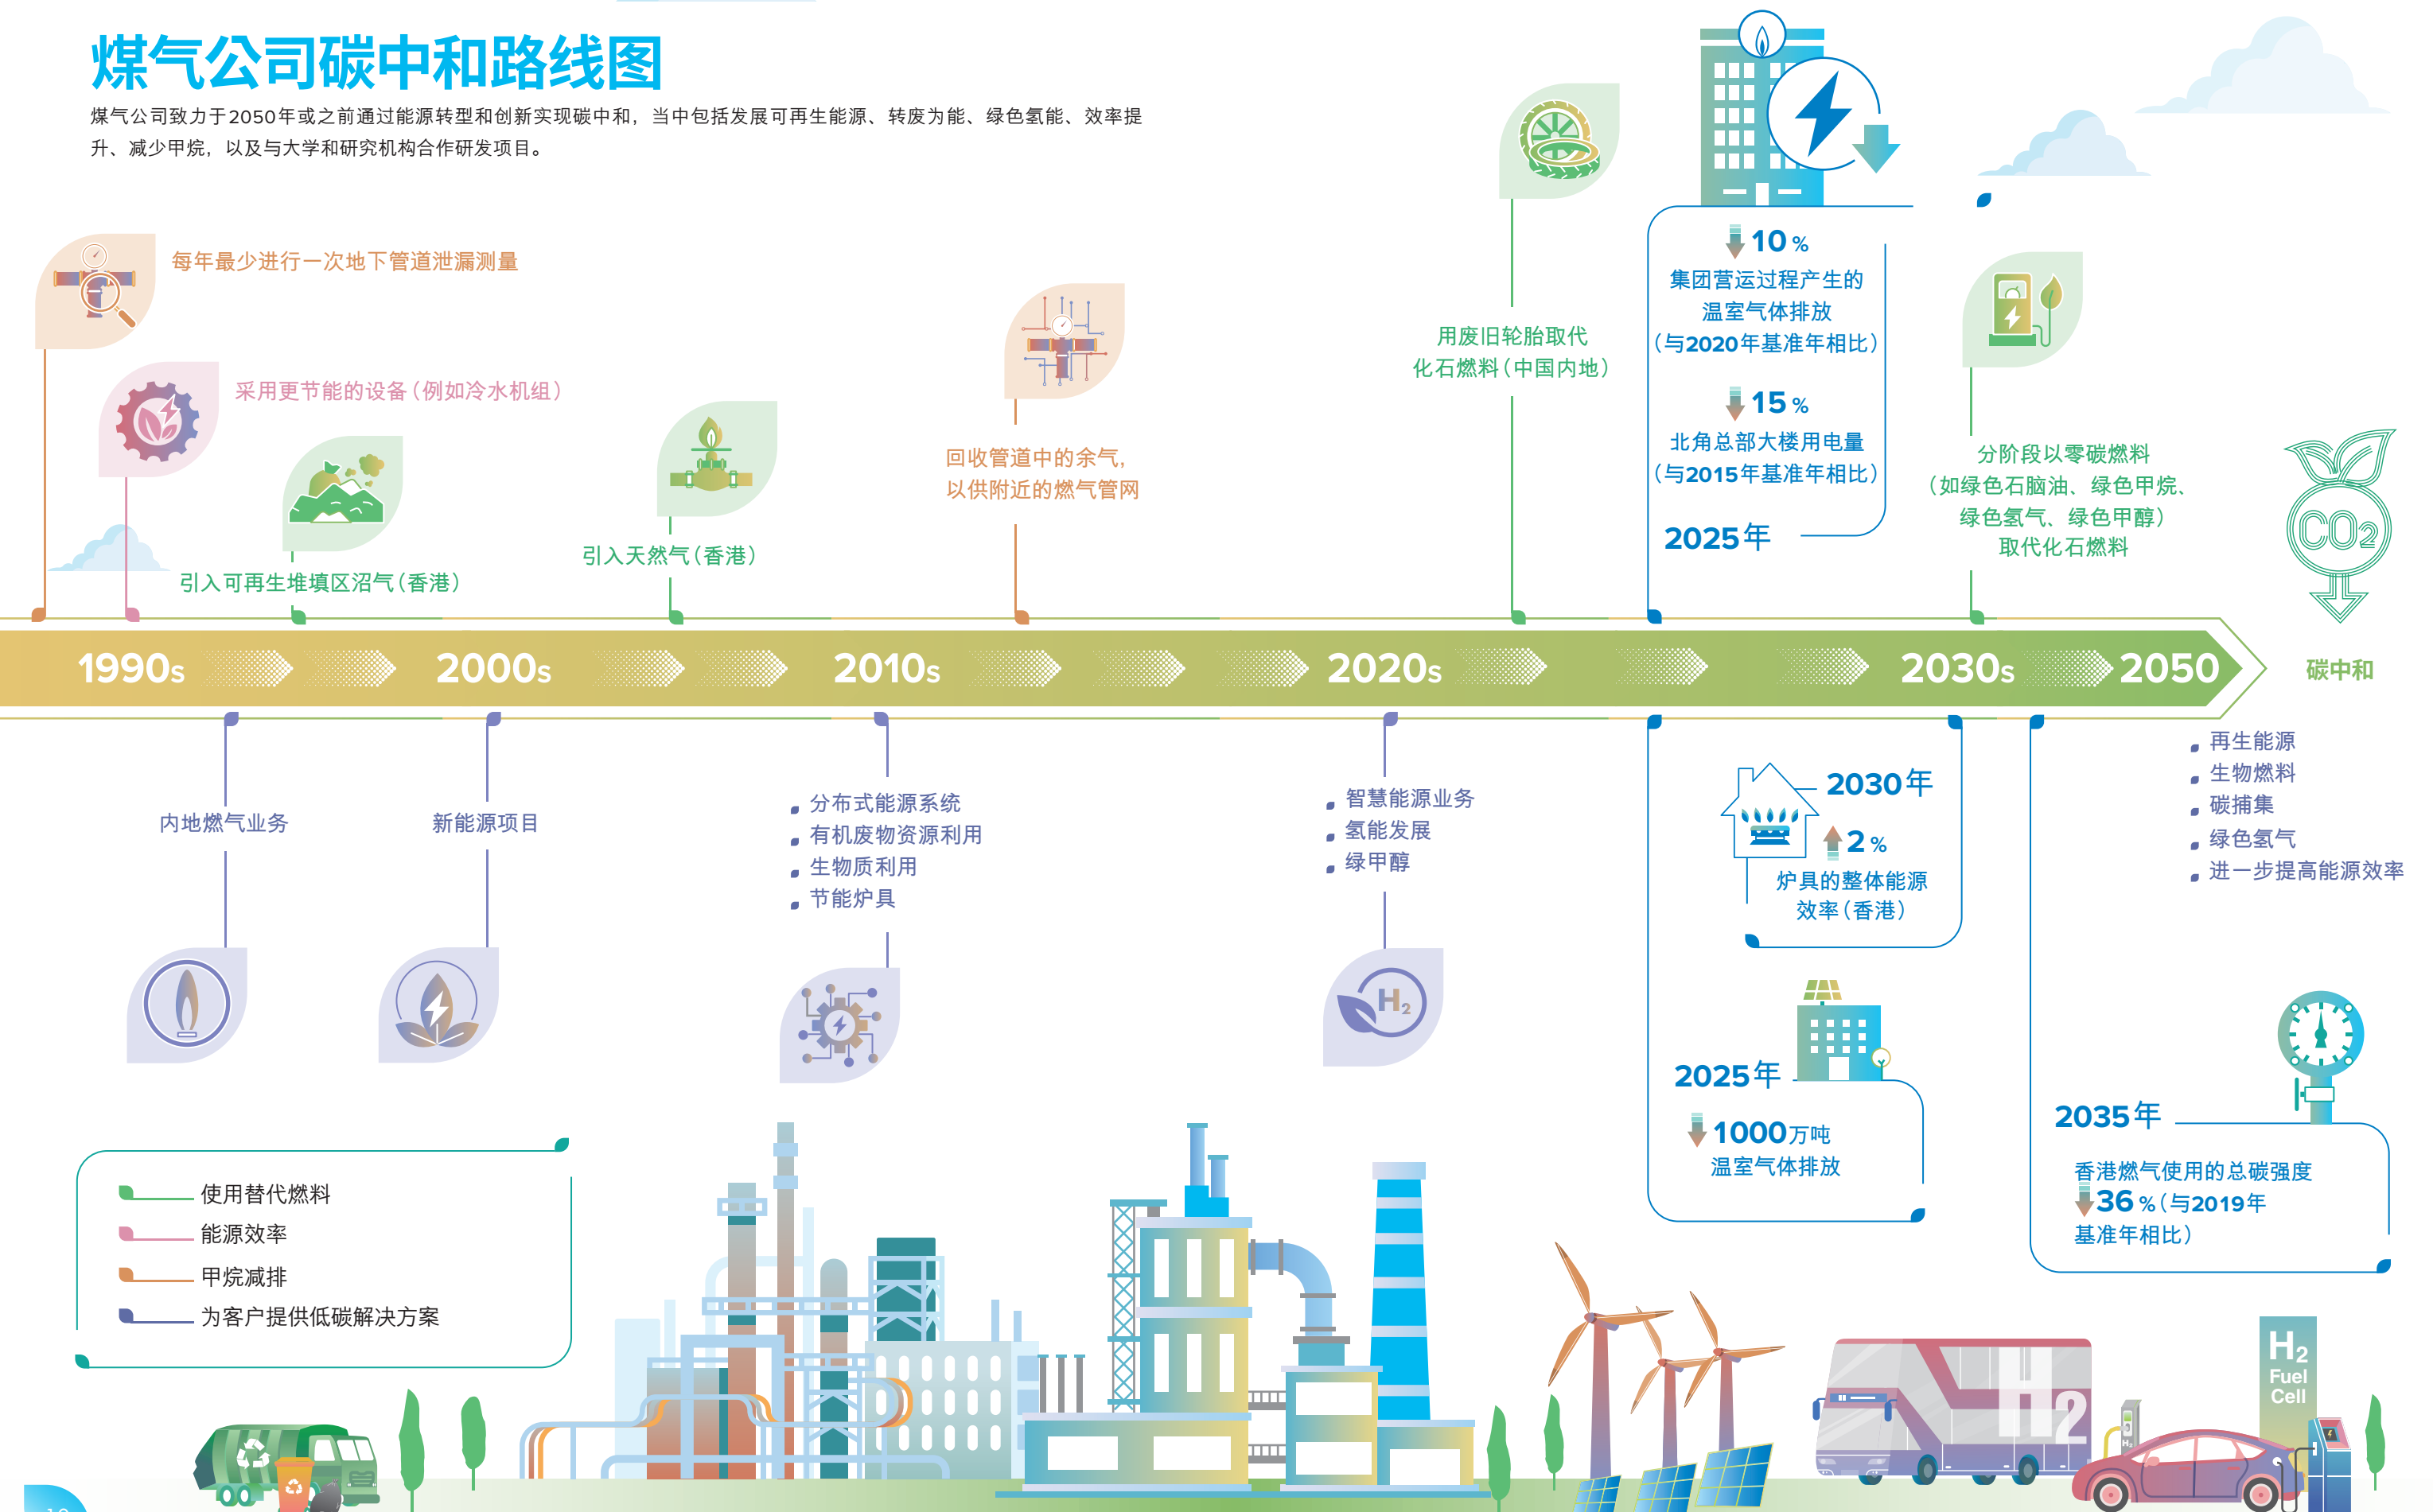 煤气公司碳中和路线图
煤气公司致力于2050年或之前通过能源转型和创新实现碳中和，当中包括发展可再生能源、转废为能、绿色氢能、效率提
升、减少甲烷，以及与大学和研究机构合作研发项目。
每年最少进行一次地下管道泄漏测量
采用更节能的设备（例如冷水机组）
引入可再生堆填区沼气（香港）
引入天然气（香港）
回收管道中的余气，
以供附近的燃气管网
用废旧轮胎取代
化石燃料（中国内地）
10 %
集团营运过程产生的
温室气体排放
（与2020年基准年相比）
15 %
北角总部大楼用电量
（与2015年基准年相比）
2025年
分阶段以零碳燃料
（如绿色石脑油、绿色甲烷、
绿色氢气、绿色甲醇）
取代化石燃料
CO2
1990s
2000s
2010s
2020s
2030s
2050
碳中和
内地燃气业务
新能源项目
分布式能源系统
有机废物资源利用
生物质利用
节能炉具
智慧能源业务
氢能发展
绿甲醇
H2
2030年
2 %
炉具的整体能源
效率（香港）
2025年
1000万吨
温室气体排放
再生能源
生物燃料
碳捕集
绿色氢气
进一步提高能源效率
2035年
香港燃气使用的总碳强度
36 %（与2019年
基准年相比）
使用替代燃料
能源效率
甲烷减排
为客户提供低碳解决方案
H2
H2
Fuel
Cell